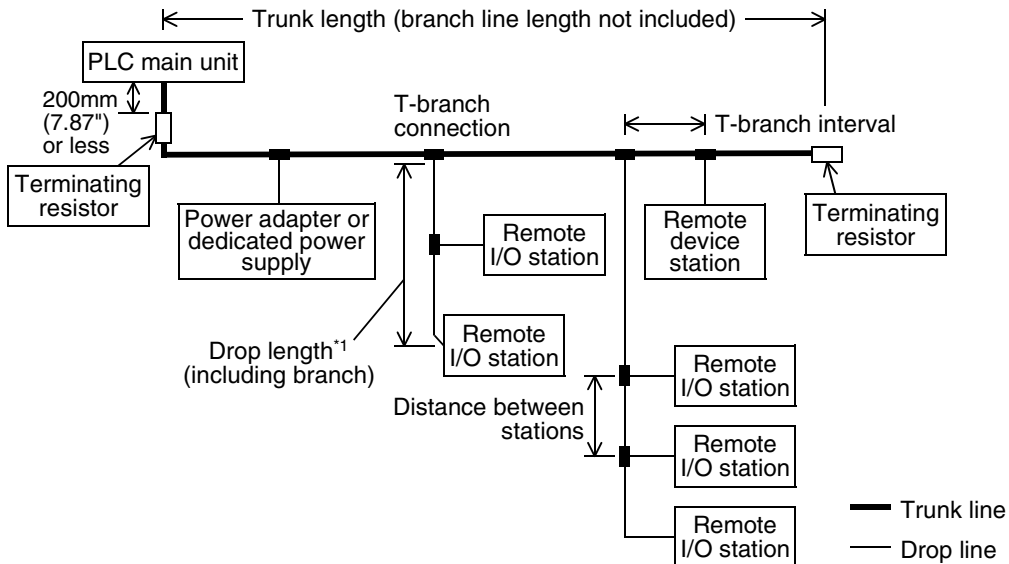 Trunk length (branch line length not included)
PLC main unit
200mm
(7.87")
or less
T-branch
connection
T-branch interval
Terminating
resistor
Power adapter or
dedicated power
supply
Remote
I/O station
Remote
device
station
Terminating
resistor
Drop length*1
(including branch)
Remote
I/O station
Remote
I/O station
Distance between
stations
Remote
I/O station
Remote
I/O station
Trunk line
Drop line